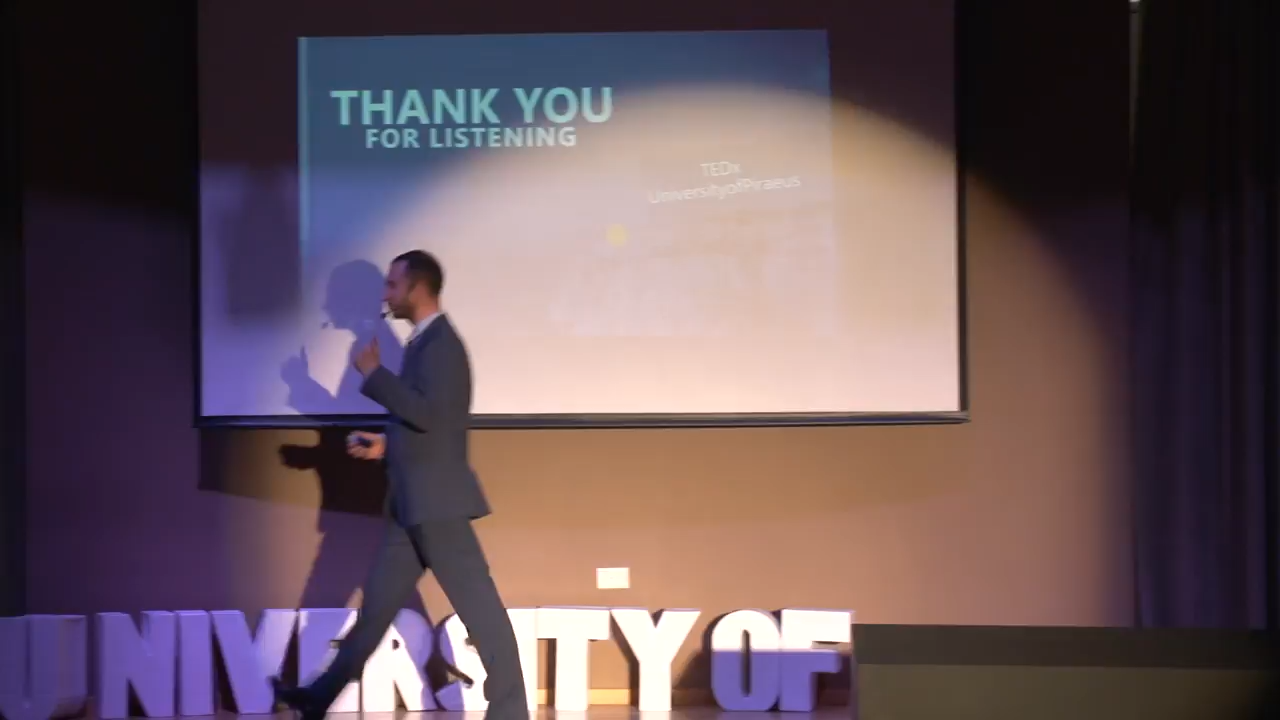 THANK YOU
FOR LISTENING
TEDx
UniversityofPiraeus
UNIVERSITY OF